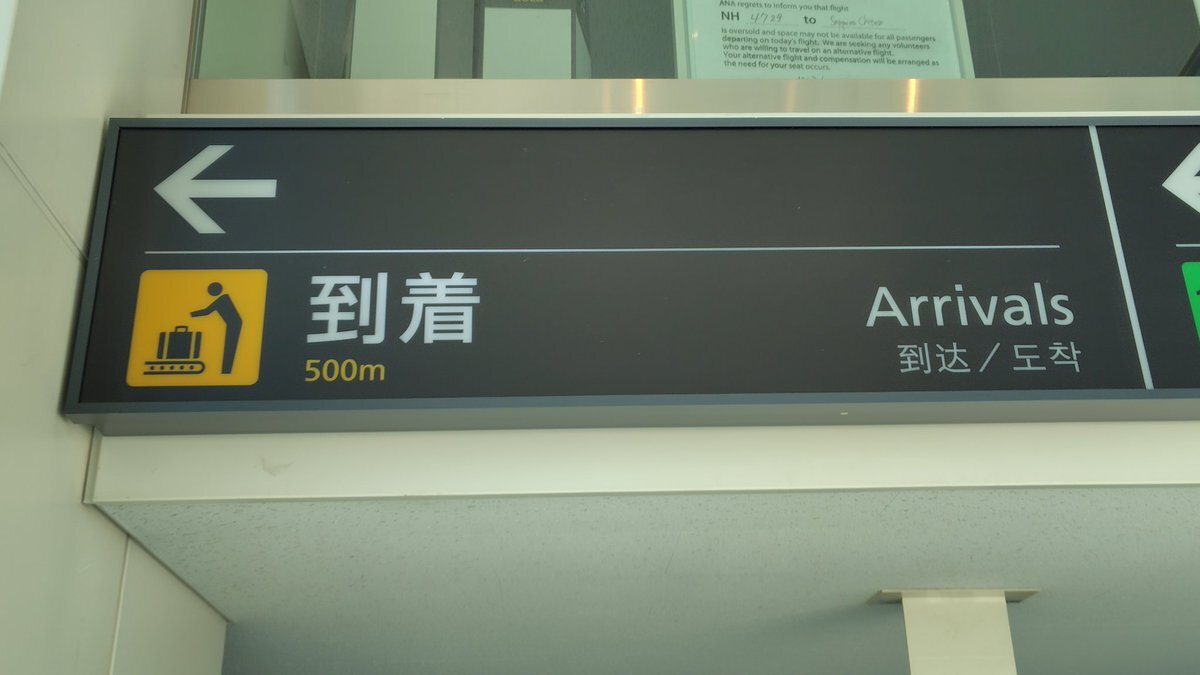 ANA regrets to inform you that flight
NH 4729 to Sapporo Chitose
is oversold and space may not be available for all passengers
departing on today's flight. We are seeking any volunteers
who are willing to travel on an alternative flight.
Your alternative flight and compensation will be arranged as
the need for your seat occurs.
到着
500m
Arrivals
到达／도착